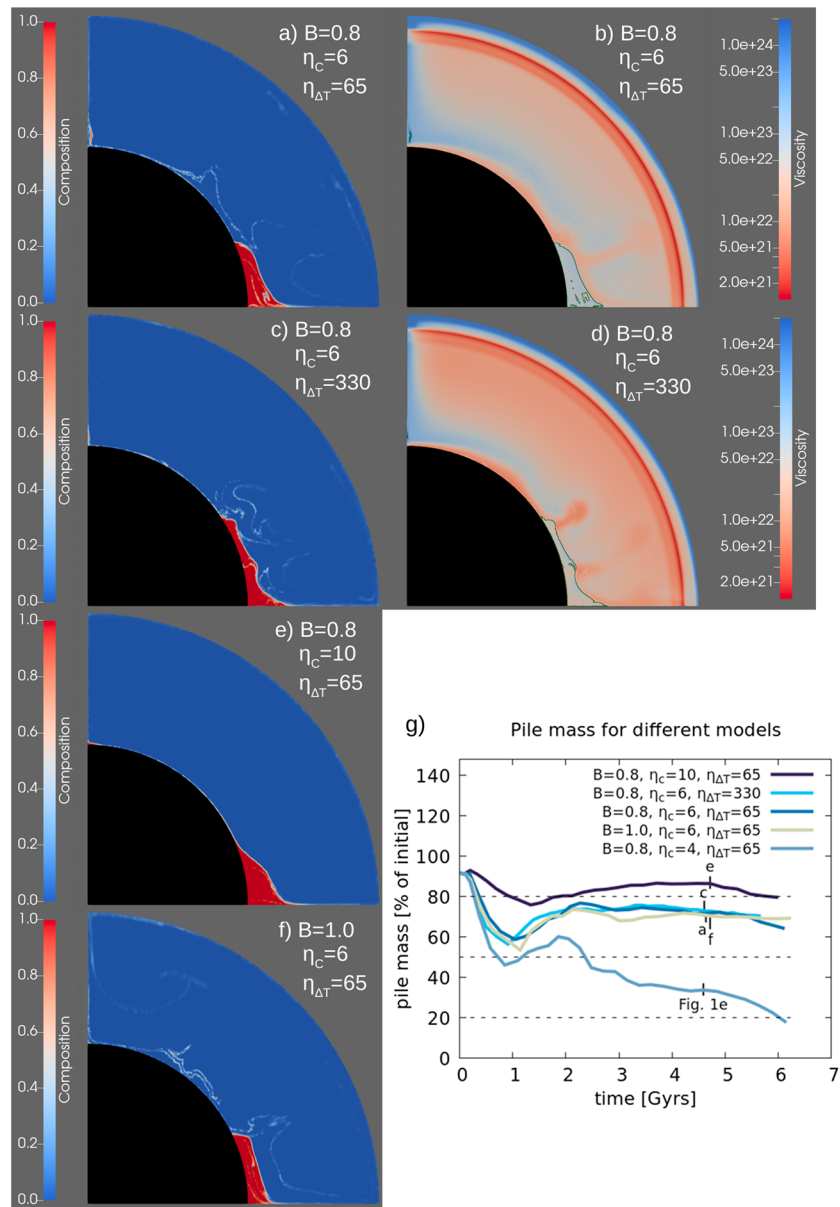 1.0
0.8
0.6
0.4
0.2
0.0
Composition
a) B=0.8
ηC=6
ηΔT=65
b) B=0.8
ηC=6
ηΔT=65
1.0e+24
5.0e+23
1.0e+23
5.0e+22
1.0e+22
5.0e+21
2.0e+21
Viscosity
1.0
0.8
0.6
0.4
0.2
0.0
Composition
c) B=0.8
ηC=6
ηΔT=330
d) B=0.8
ηC=6
ηΔT=330
1.0e+24
5.0e+23
1.0e+23
5.0e+22
1.0e+22
5.0e+21
2.0e+21
Viscosity
1.0
0.8
0.6
0.4
0.2
0.0
Composition
e) B=0.8
ηC=10
ηΔT=65
1.0
0.8
0.6
0.4
0.2
0.0
Composition
f) B=1.0
ηC=6
ηΔT=65
g)
Pile mass for different models
B=0.8, ηc=10, ηΔT=65
B=0.8, ηc=6, ηΔT=330
B=0.8, ηc=6, ηΔT=65
B=1.0, ηc=6, ηΔT=65
B=0.8, ηc=4, ηΔT=65
140
120
100
80
60
40
20
0
pile mass [% of initial]
e
c
a
f
Fig. 1e
0 1 2 3 4 5 6 7
time [Gyrs]